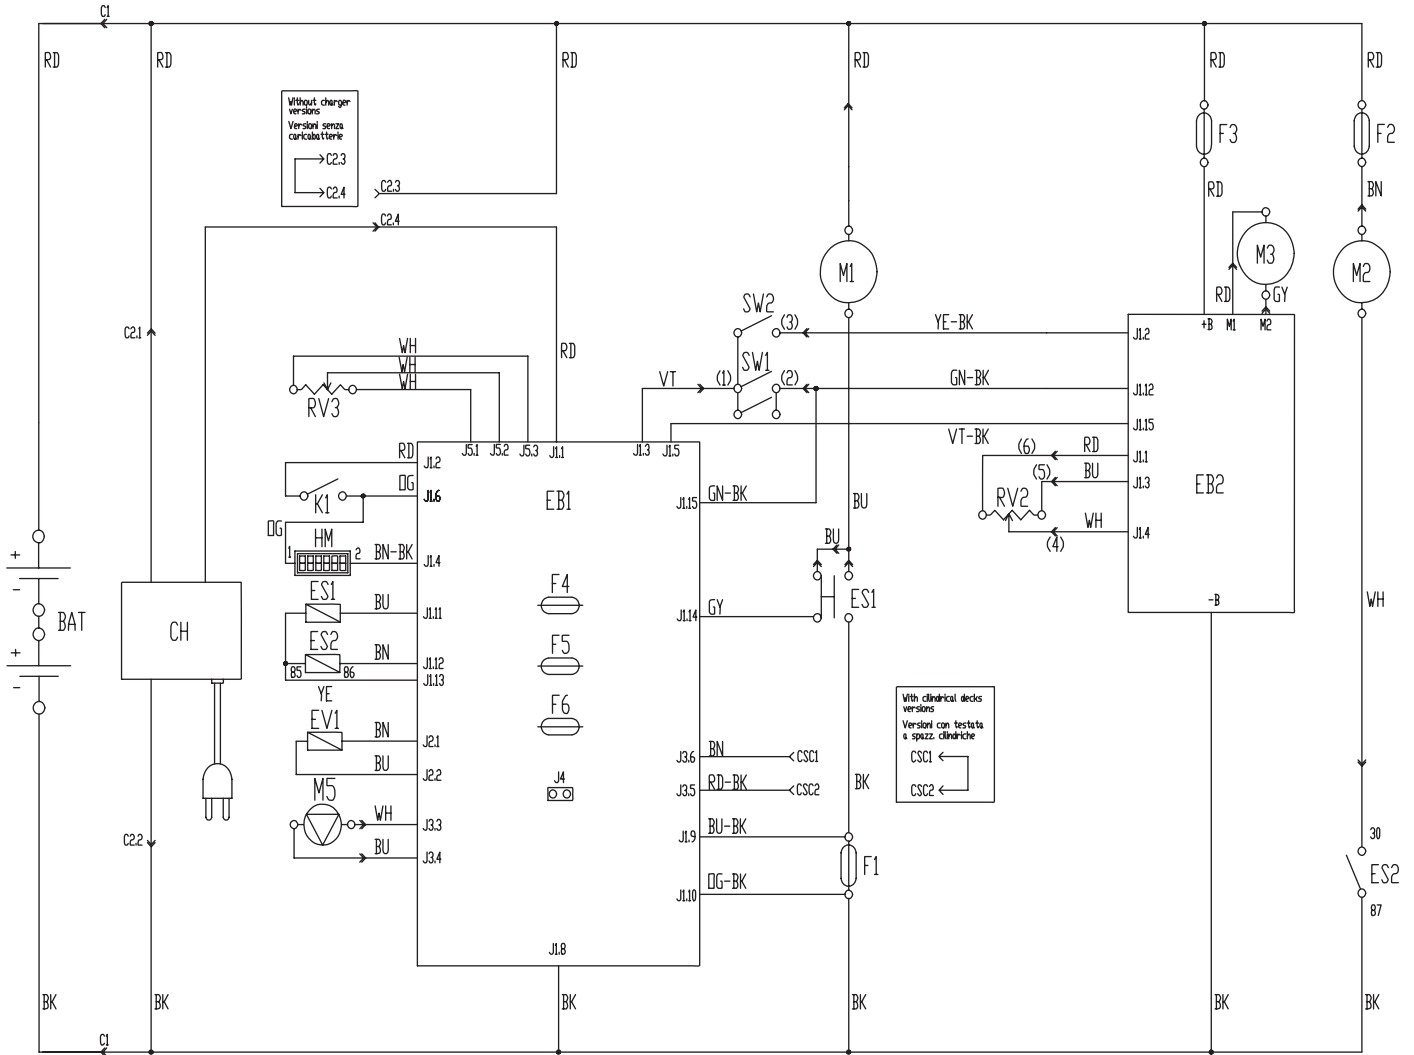 C1
RD
RD
RD
RD
RD
RD
Without charger
versions
Versioni senza
caricabatterie
C2.3
C2.4
C2.3
C2.4
F3
F2
RD
BN
M1
M3
M2
RD
GY
C2.1
SW2
(3)
YE-BK
+B
M1
M2
J1.2
WH
WH
WH
RD
SW1
VT
(1)
(2)
GN-BK
J1.12
RV3
VT-BK
J1.15
J5.1
J5.2
J5.3
J1.1
J1.3
J1.5
RD
J1.2
(6)
RD
J1.1
OG
J1.6
K1
EB1
GN-BK
J1.15
BU
(5)
BU
J1.3
EB2
RV2
WH
J1.4
(4)
OG
HM
1
2
BN-BK
J1.4
BU
+
-
BAT
+
-
CH
ES1
BU
J1.11
F4
GY
J1.14
ES1
-B
WH
ES2
BN
J1.12
85
86
J1.13
F5
YE
EV1
BN
J2.1
BU
J2.2
F6
With cilindrical decks
versions
Versioni con testata
a spazz. cilindriche
CSC1
CSC2
BN
J3.6
CSC1
RD-BK
J3.5
CSC2
BK
J4
M5
WH
J3.3
BU
J3.4
BU-BK
J1.9
F1
OG-BK
J1.10
C2.2
30
ES2
87
J1.8
BK
BK
BK
BK
BK
BK
C1